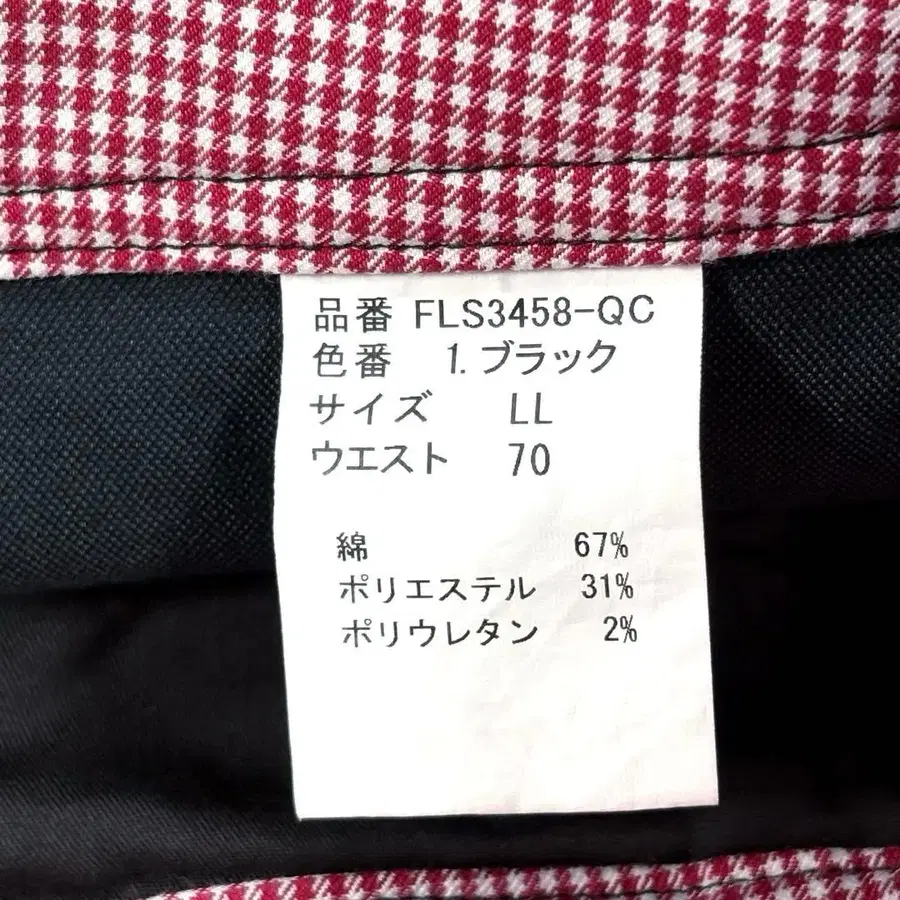 品番 FLS3458-QC
色番 1.ブラック
サイズ LL
ウエスト 70
綿 67%
ポリエステル 31%
ポリウレタン 2%